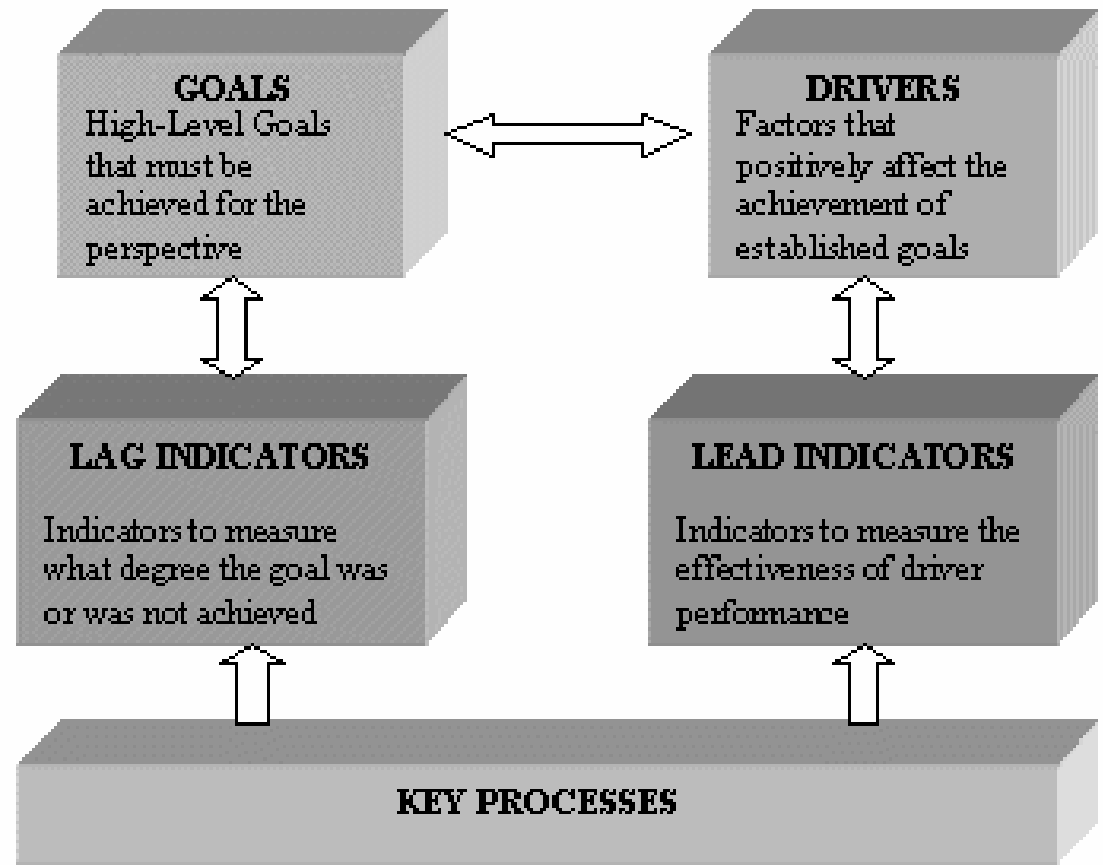 GOALS
High-Level Goals
that must be
achieved for the
perspective
DRIVERS
Factors that
positively affect the
achievement of
established goals
LAG INDICATORS
Indicators to measure
what degree the goal was
or was not achieved
LEAD INDICATORS
Indicators to measure the
effectiveness of driver
performance
KEY PROCESSES